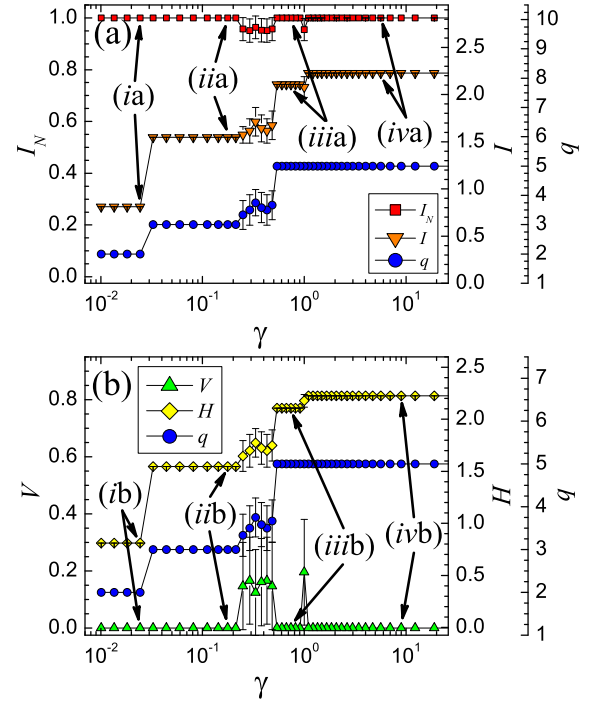 (a)
1.0
0.8
0.6
0.4
0.2
0.0
I_N
2.5
2.0
1.5
1.0
0.5
0.0
I
10
9
8
7
6
5
4
3
2
1
q
(ia)
(iia)
(iiia)
(iva)
I_N
I
q
10^-2
10^-1
10^0
10^1
γ
(b)
0.8
0.6
0.4
0.2
0.0
V
2.5
2.0
1.5
1.0
0.5
0.0
H
7
6
5
4
3
2
1
q
V
H
q
(ib)
(iib)
(iiib)
(ivb)
10^-2
10^-1
10^0
10^1
γ